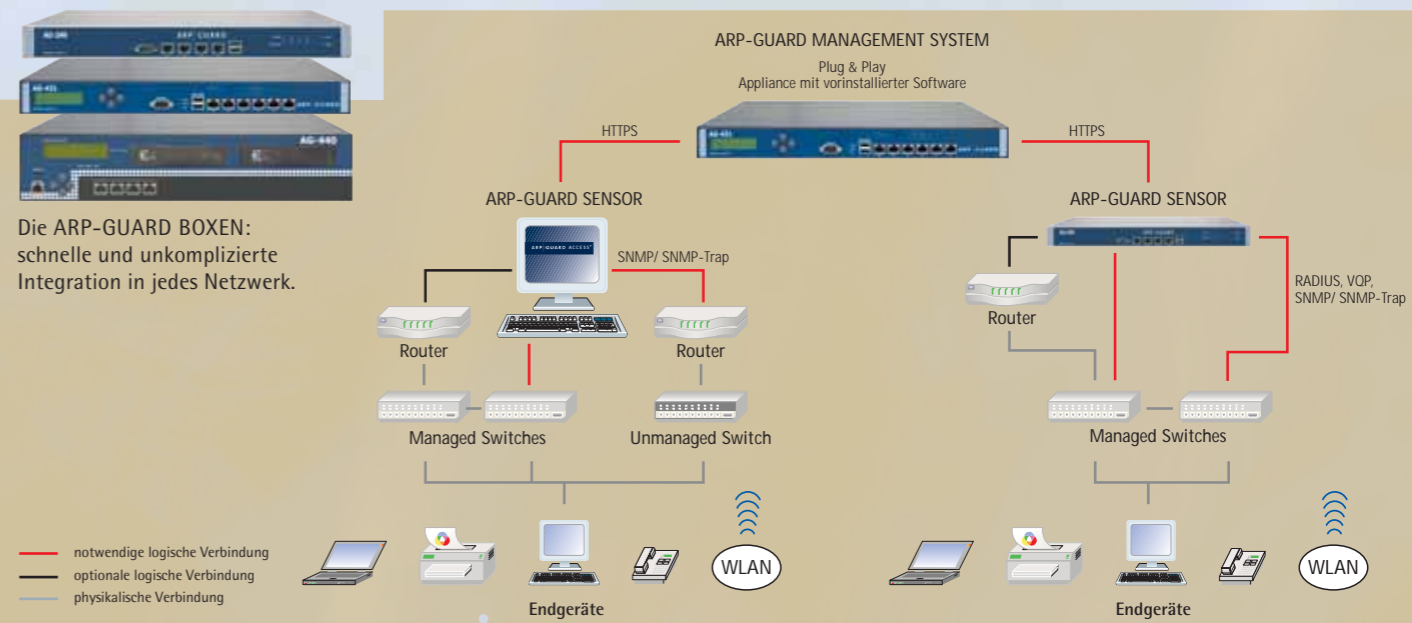 AG-240
ARP-GUARD
AG-431
ARP-GUARD
AG-440
Die ARP-GUARD BOXEN:
schnelle und unkomplizierte
Integration in jedes Netzwerk.
ARP-GUARD MANAGEMENT SYSTEM
Plug & Play
Appliance mit vorinstallierter Software
HTTPS
AG-431
ARP-GUARD
HTTPS
ARP-GUARD SENSOR
ARP-GUARD ACCESS
SNMP/ SNMP-Trap
Router
Router
Managed Switches
Unmanaged Switch
ARP-GUARD SENSOR
RADIUS, VQP,
SNMP/ SNMP-Trap
Router
Managed Switches
notwendige logische Verbindung
optionale logische Verbindung
physikalische Verbindung
WLAN
Endgeräte
WLAN
Endgeräte